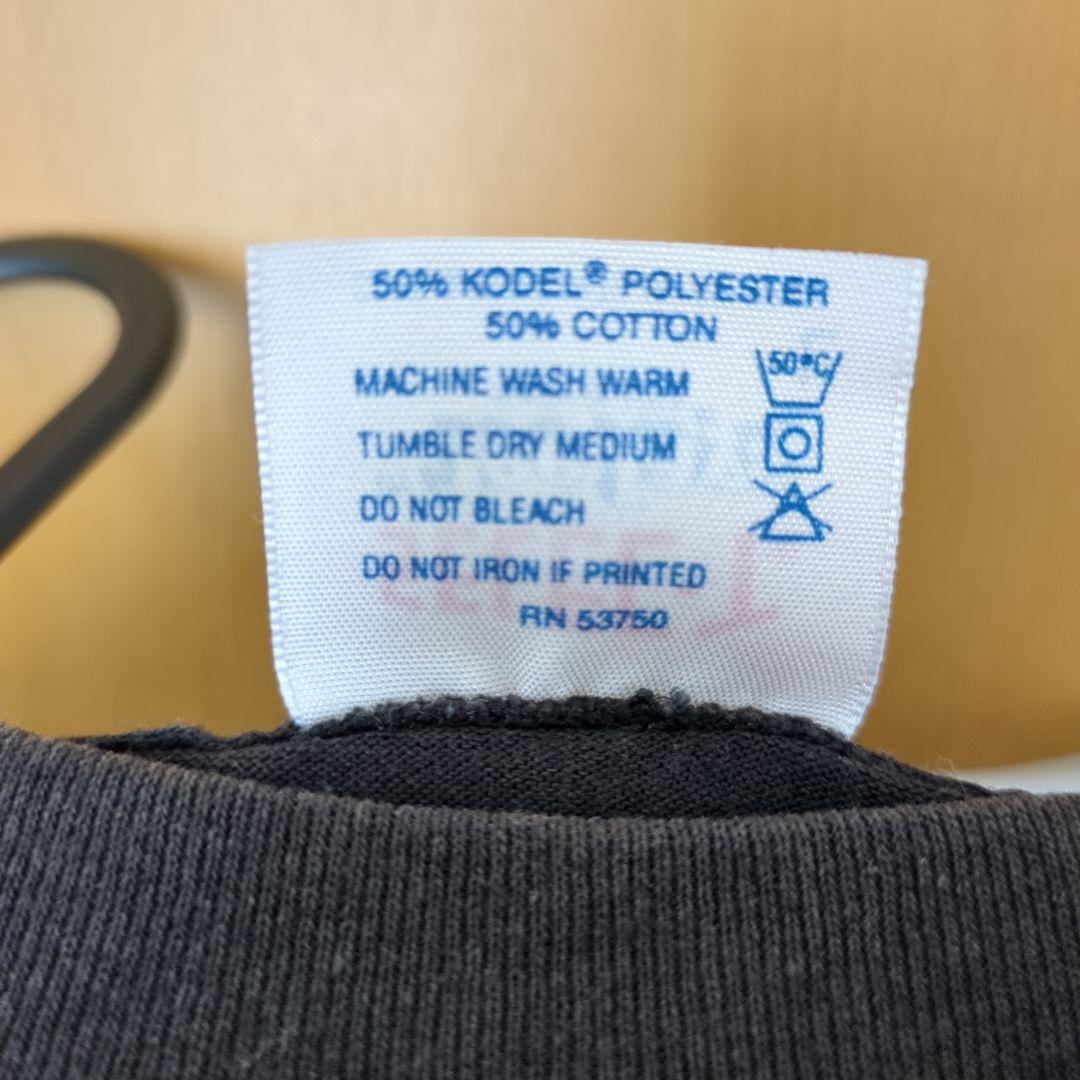 50% KODEL® POLYESTER
50% COTTON
MACHINE WASH WARM
50°C
TUMBLE DRY MEDIUM
DO NOT BLEACH
DO NOT IRON IF PRINTED
RN 53750